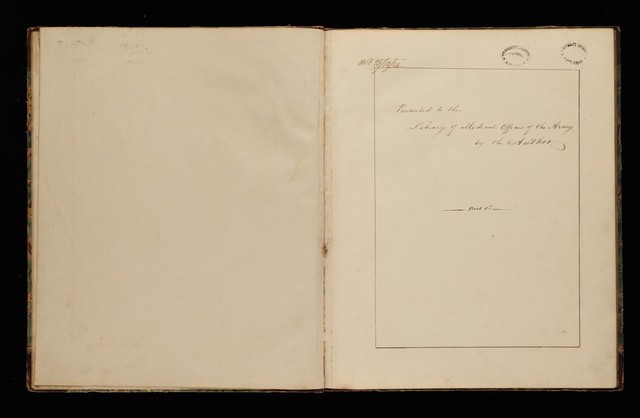 Presented to the
Library of Medical Officers of the Army
by the Author
Part 1st